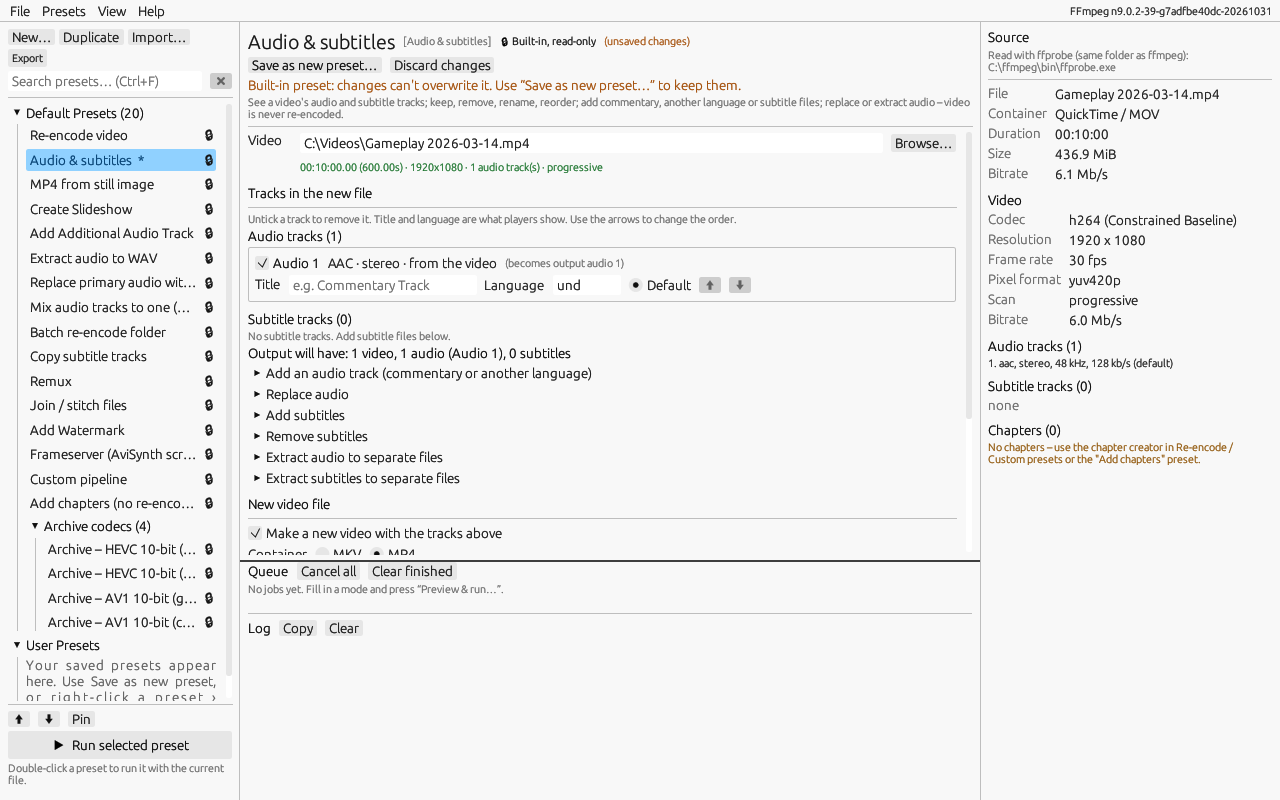 File Presets View Help
FFmpeg n9.0.2-39-g7adfbe40dc-20261031
New… Duplicate Import…
Export
Search presets… (Ctrl+F)
Default Presets (20)
Re-encode video
Audio & subtitles *
MP4 from still image
Create Slideshow
Add Additional Audio Track
Extract audio to WAV
Replace primary audio wit…
Mix audio tracks to one (…
Batch re-encode folder
Copy subtitle tracks
Remux
Join / stitch files
Add Watermark
Frameserver (AviSynth scr…
Custom pipeline
Add chapters (no re-enco…
Archive codecs (4)
Archive – HEVC 10-bit (…
Archive – HEVC 10-bit (…
Archive – AV1 10-bit (g…
Archive – AV1 10-bit (c…
User Presets
Your saved presets appear
here. Use Save as new preset,
or right-click a preset ›
Pin
Run selected preset
Double-click a preset to run it with the current
file.
Audio & subtitles [Audio & subtitles] Built-in, read-only (unsaved changes)
Save as new preset… Discard changes
Built-in preset: changes can't overwrite it. Use “Save as new preset…” to keep them.
See a video's audio and subtitle tracks; keep, remove, rename, reorder; add commentary, another language or subtitle files; replace or extract audio – video
is never re-encoded.
Video C:\Videos\Gameplay 2026-03-14.mp4 Browse…
00:10:00.00 (600.00s) · 1920x1080 · 1 audio track(s) · progressive
Tracks in the new file
Untick a track to remove it. Title and language are what players show. Use the arrows to change the order.
Audio tracks (1)
Audio 1 AAC · stereo · from the video (becomes output audio 1)
Title e.g. Commentary Track Language und Default
Subtitle tracks (0)
No subtitle tracks. Add subtitle files below.
Output will have: 1 video, 1 audio (Audio 1), 0 subtitles
Add an audio track (commentary or another language)
Replace audio
Add subtitles
Remove subtitles
Extract audio to separate files
Extract subtitles to separate files
New video file
Make a new video with the tracks above
Container MKV MP4
Queue Cancel all Clear finished
No jobs yet. Fill in a mode and press “Preview & run…”.
Log Copy Clear
Source
Read with ffprobe (same folder as ffmpeg):
C:\ffmpeg\bin\ffprobe.exe
File Gameplay 2026-03-14.mp4
Container QuickTime / MOV
Duration 00:10:00
Size 436.9 MiB
Bitrate 6.1 Mb/s
Video
Codec h264 (Constrained Baseline)
Resolution 1920 x 1080
Frame rate 30 fps
Pixel format yuv420p
Scan progressive
Bitrate 6.0 Mb/s
Audio tracks (1)
1. aac, stereo, 48 kHz, 128 kb/s (default)
Subtitle tracks (0)
none
Chapters (0)
No chapters – use the chapter creator in Re-encode /
Custom presets or the "Add chapters" preset.